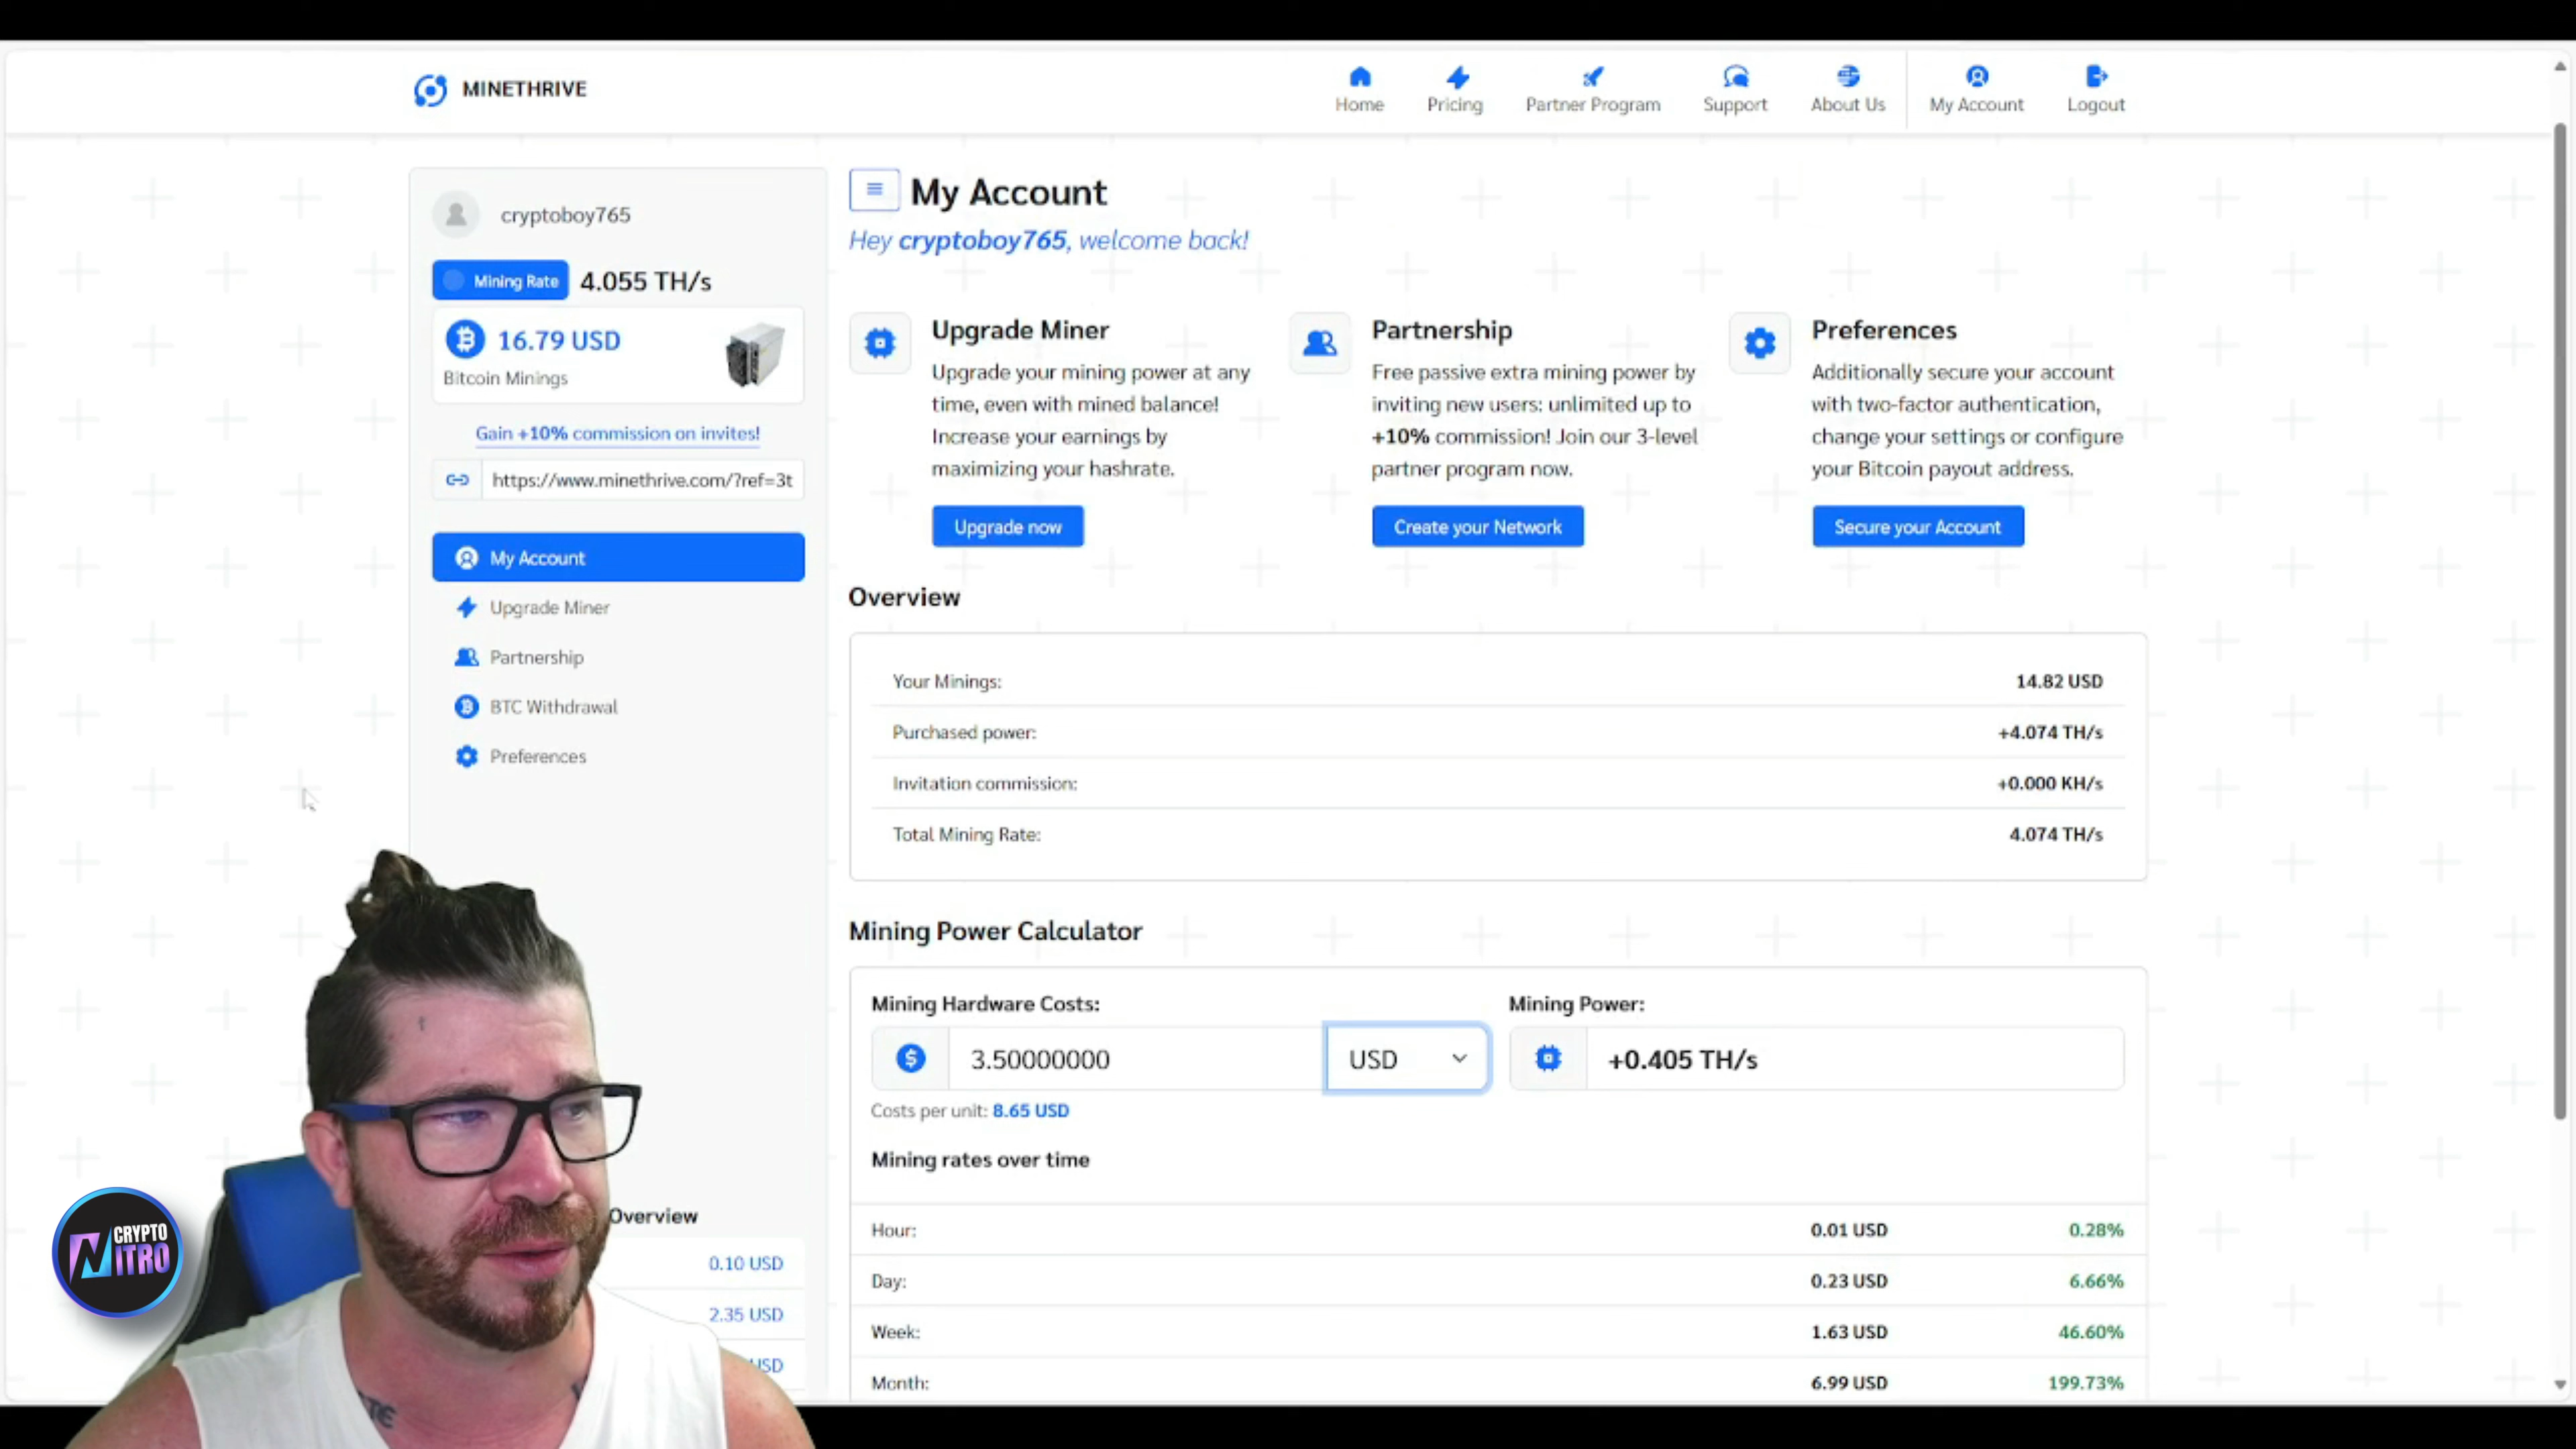 MINETHRIVE
Home
Pricing
Partner Program
Support
About Us
My Account
Logout
cryptoboy765
Mining Rate 4.055 TH/s
16.79 USD
Bitcoin Minings
Gain +10% commission on invites!
https://www.minethrive.com/?ref=3t
My Account
Upgrade Miner
Partnership
BTC Withdrawal
Preferences
Overview
0.10 USD
2.35 USD
USD
My Account
Hey cryptoboy765, welcome back!
Upgrade Miner
Upgrade your mining power at any
time, even with mined balance!
Increase your earnings by
maximizing your hashrate.
Upgrade now
Partnership
Free passive extra mining power by
inviting new users: unlimited up to
+10% commission! Join our 3-level
partner program now.
Create your Network
Preferences
Additionally secure your account
with two-factor authentication,
change your settings or configure
your Bitcoin payout address.
Secure your Account
Overview
Your Minings: 14.82 USD
Purchased power: +4.074 TH/s
Invitation commission: +0.000 KH/s
Total Mining Rate: 4.074 TH/s
Mining Power Calculator
Mining Hardware Costs:
3.50000000 USD
Costs per unit: 8.65 USD
Mining Power:
+0.405 TH/s
Mining rates over time
Hour: 0.01 USD 0.28%
Day: 0.23 USD 6.66%
Week: 1.63 USD 46.60%
Month: 6.99 USD 199.73%
CRYPTO
NITRO